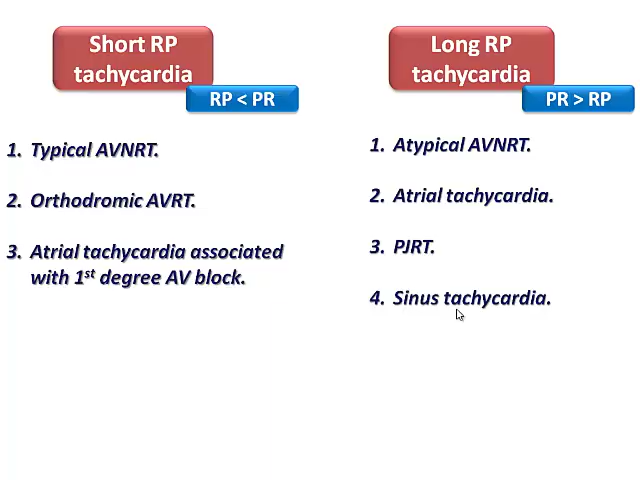 Short RP
tachycardia
RP < PR
1. Typical AVNRT.
2. Orthodromic AVRT.
3. Atrial tachycardia associated
with 1st degree AV block.
Long RP
tachycardia
PR > RP
1. Atypical AVNRT.
2. Atrial tachycardia.
3. PJRT.
4. Sinus tachycardia.